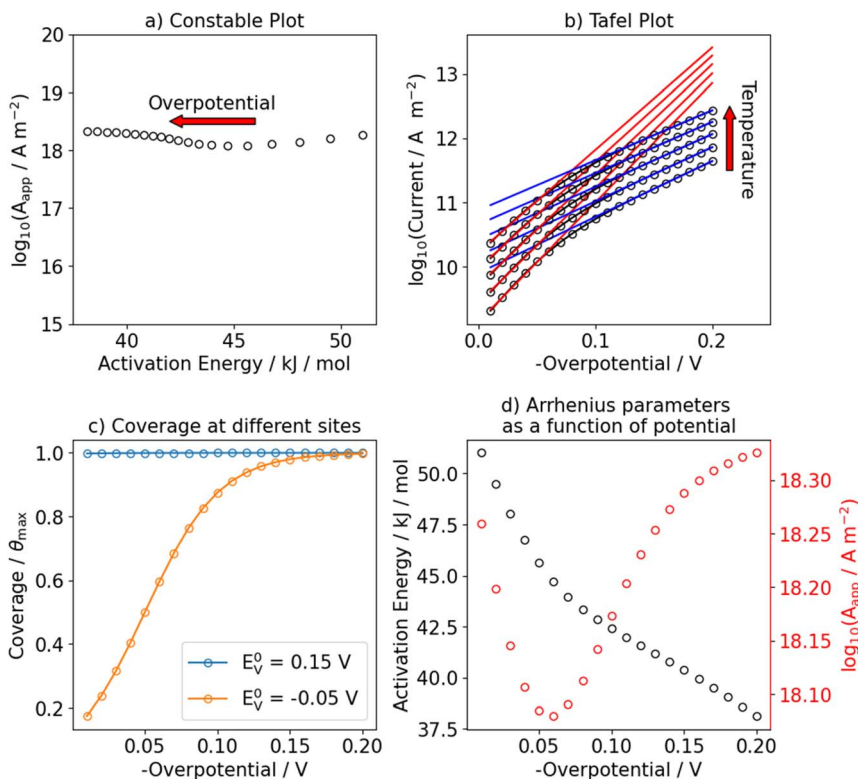 a) Constable Plot
20
19
18
17
16
15
log₁₀(A_app / A m⁻²)
Overpotential
40
45
50
Activation Energy / kJ / mol
b) Tafel Plot
13
12
11
10
log₁₀(Current / A  m⁻²)
Temperature
0.0
0.1
0.2
-Overpotential / V
c) Coverage at different sites
1.0
0.8
0.6
0.4
0.2
Coverage / θ_max
E⁰_V = 0.15 V
E⁰_V = -0.05 V
0.05
0.10
0.15
0.20
-Overpotential / V
d) Arrhenius parameters
as a function of potential
50.0
47.5
45.0
42.5
40.0
37.5
Activation Energy / kJ / mol
18.30
18.25
18.20
18.15
18.10
log₁₀(A_app / A m⁻²)
0.05
0.10
0.15
0.20
-Overpotential / V